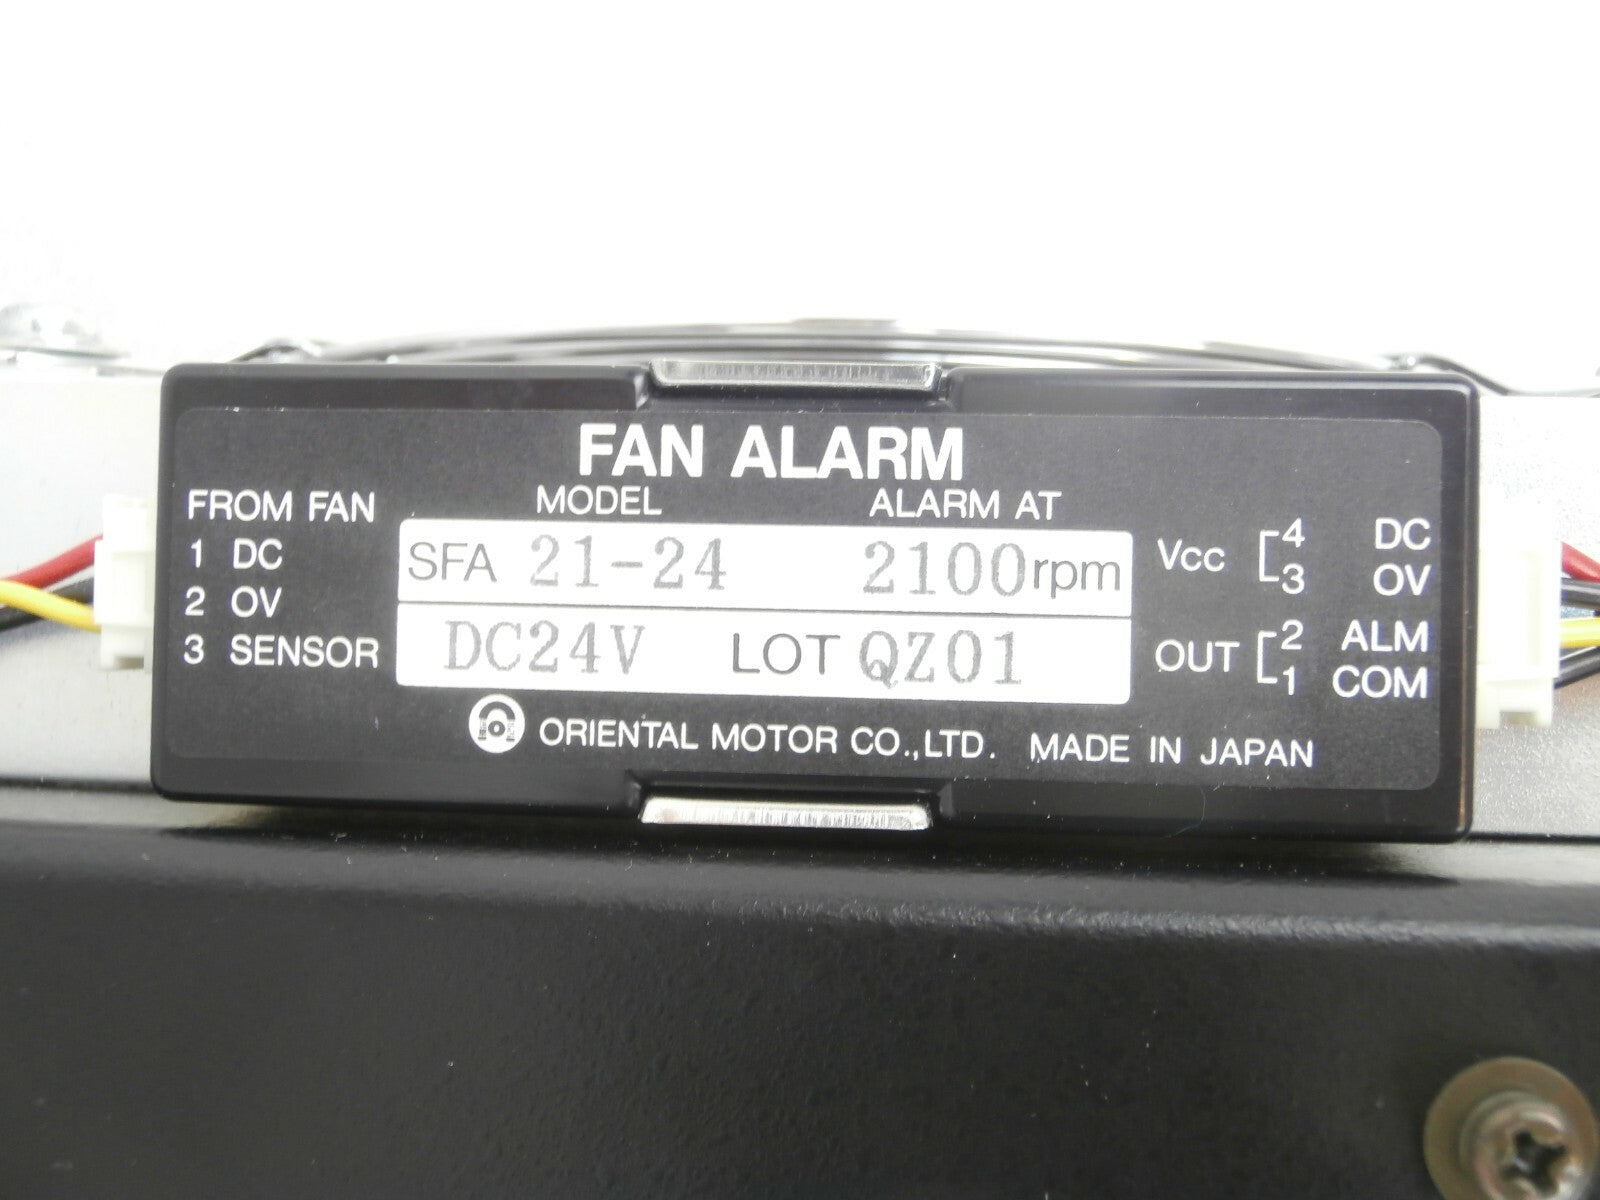 FAN ALARM
MODEL ALARM AT
FROM FAN
1 DC
2 OV
3 SENSOR
SFA 21-24 2100rpm
DC24V LOT QZ01
Vcc 4 DC
3 OV
OUT 2 ALM
1 COM
ORIENTAL MOTOR CO.,LTD. MADE IN JAPAN